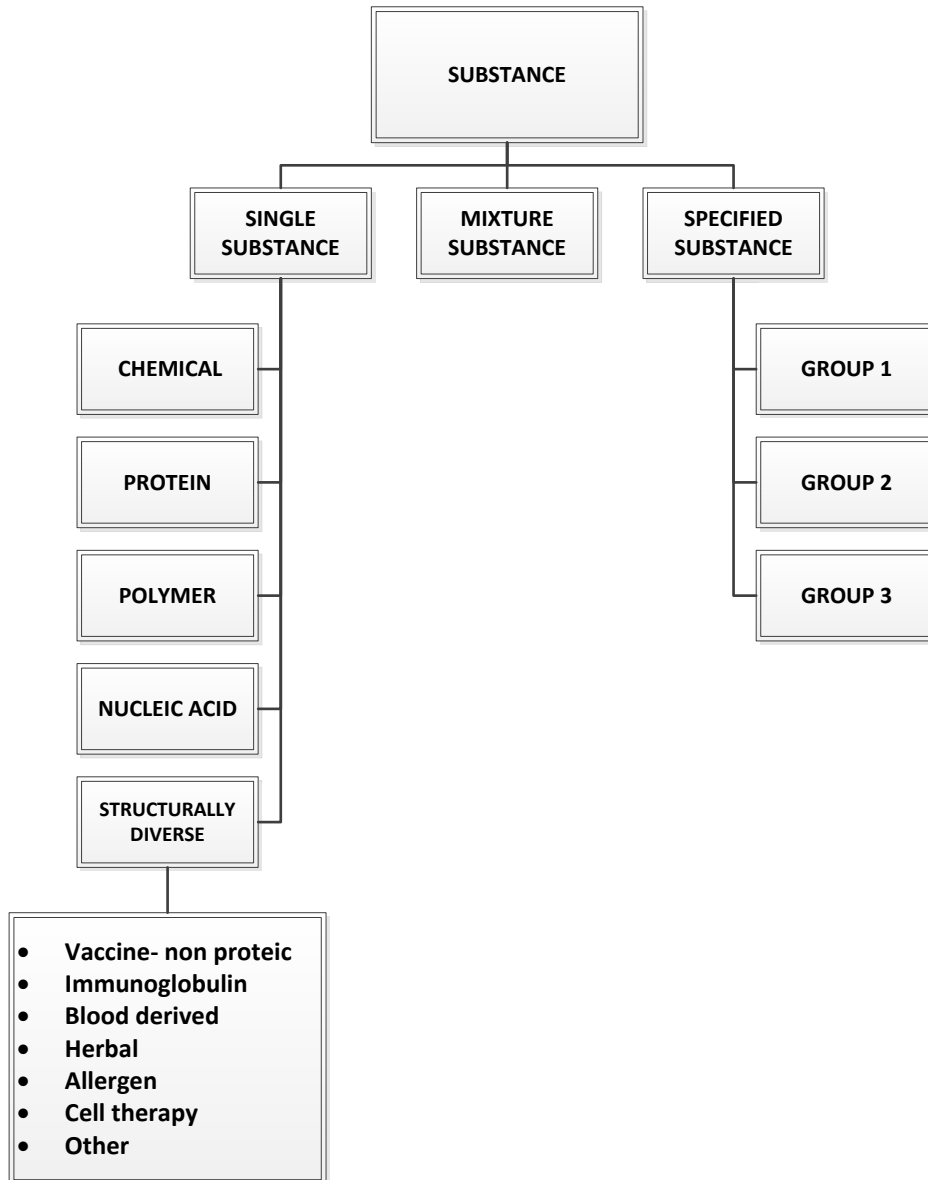 SUBSTANCE
SINGLE
SUBSTANCE
MIXTURE
SUBSTANCE
SPECIFIED
SUBSTANCE
CHEMICAL
PROTEIN
POLYMER
NUCLEIC ACID
STRUCTURALLY
DIVERSE
GROUP 1
GROUP 2
GROUP 3
• Vaccine- non proteic
• Immunoglobulin
• Blood derived
• Herbal
• Allergen
• Cell therapy
• Other